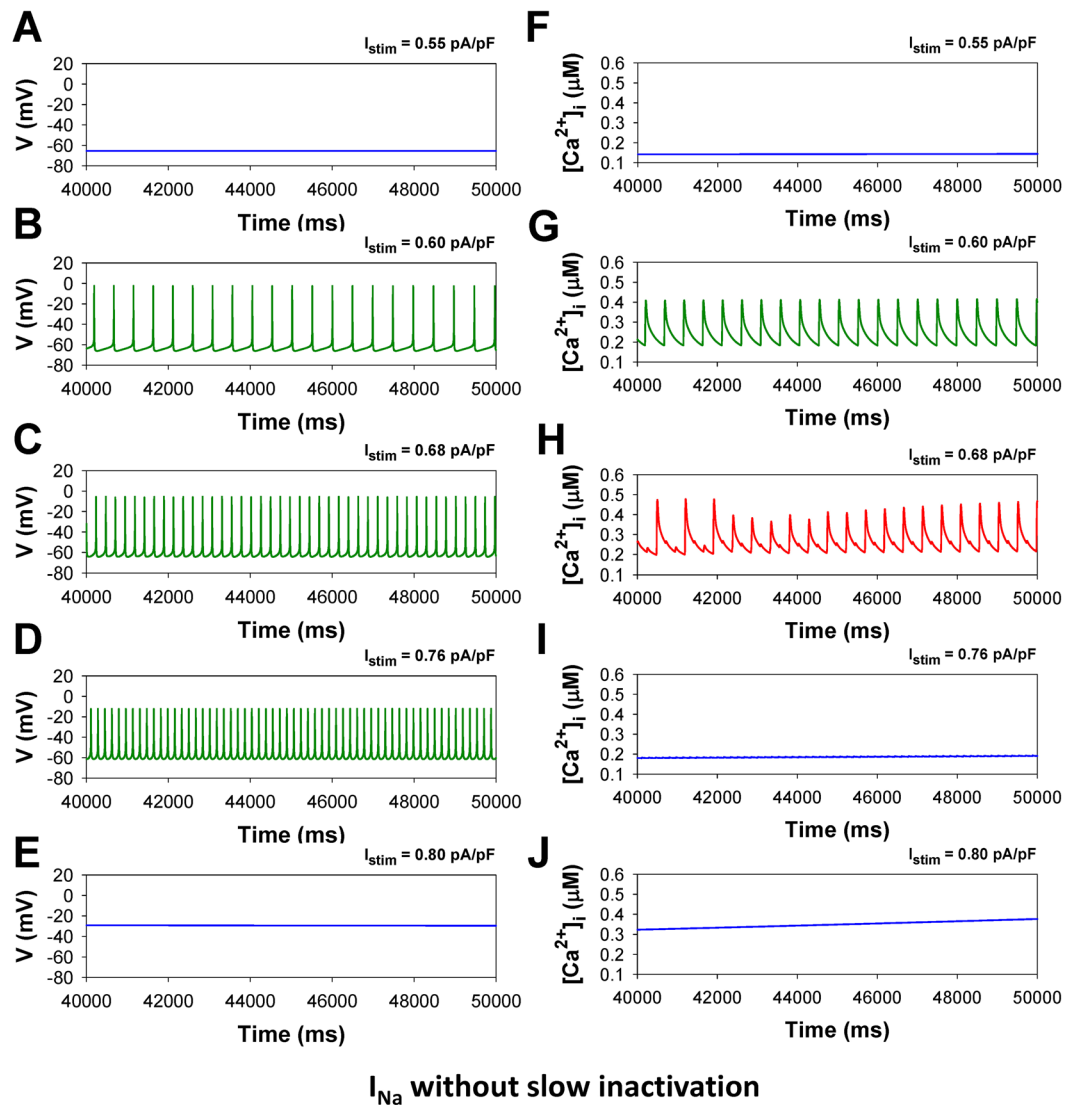 A
I_stim = 0.55 pA/pF
V (mV)
20
0
-20
-40
-60
-80
40000 42000 44000 46000 48000 50000
Time (ms)
F
I_stim = 0.55 pA/pF
[Ca²⁺]_i (μM)
0.6
0.5
0.4
0.3
0.2
0.1
40000 42000 44000 46000 48000 50000
Time (ms)
B
I_stim = 0.60 pA/pF
V (mV)
20
0
-20
-40
-60
-80
40000 42000 44000 46000 48000 50000
Time (ms)
G
I_stim = 0.60 pA/pF
[Ca²⁺]_i (μM)
0.6
0.5
0.4
0.3
0.2
0.1
40000 42000 44000 46000 48000 50000
Time (ms)
C
I_stim = 0.68 pA/pF
V (mV)
20
0
-20
-40
-60
-80
40000 42000 44000 46000 48000 50000
Time (ms)
H
I_stim = 0.68 pA/pF
[Ca²⁺]_i (μM)
0.6
0.5
0.4
0.3
0.2
0.1
40000 42000 44000 46000 48000 50000
Time (ms)
D
I_stim = 0.76 pA/pF
V (mV)
20
0
-20
-40
-60
-80
40000 42000 44000 46000 48000 50000
Time (ms)
I
I_stim = 0.76 pA/pF
[Ca²⁺]_i (μM)
0.6
0.5
0.4
0.3
0.2
0.1
40000 42000 44000 46000 48000 50000
Time (ms)
E
I_stim = 0.80 pA/pF
V (mV)
20
0
-20
-40
-60
-80
40000 42000 44000 46000 48000 50000
Time (ms)
J
I_stim = 0.80 pA/pF
[Ca²⁺]_i (μM)
0.6
0.5
0.4
0.3
0.2
0.1
40000 42000 44000 46000 48000 50000
Time (ms)
I_Na without slow inactivation